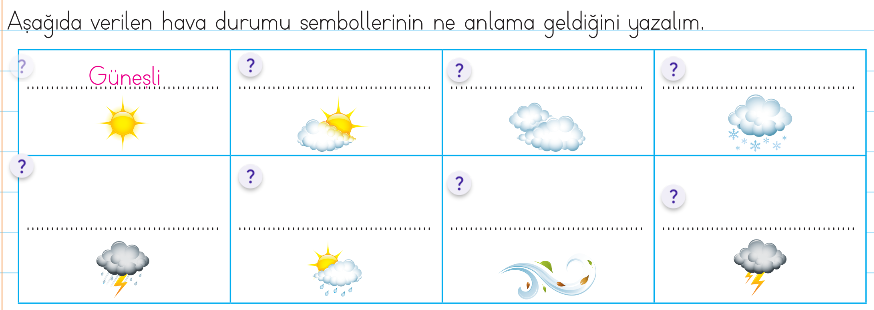 Aşağıda verilen hava durumu sembollerinin ne anlama geldiğini yazalım.
? Güneşli ? ? ?
? ? ? ?